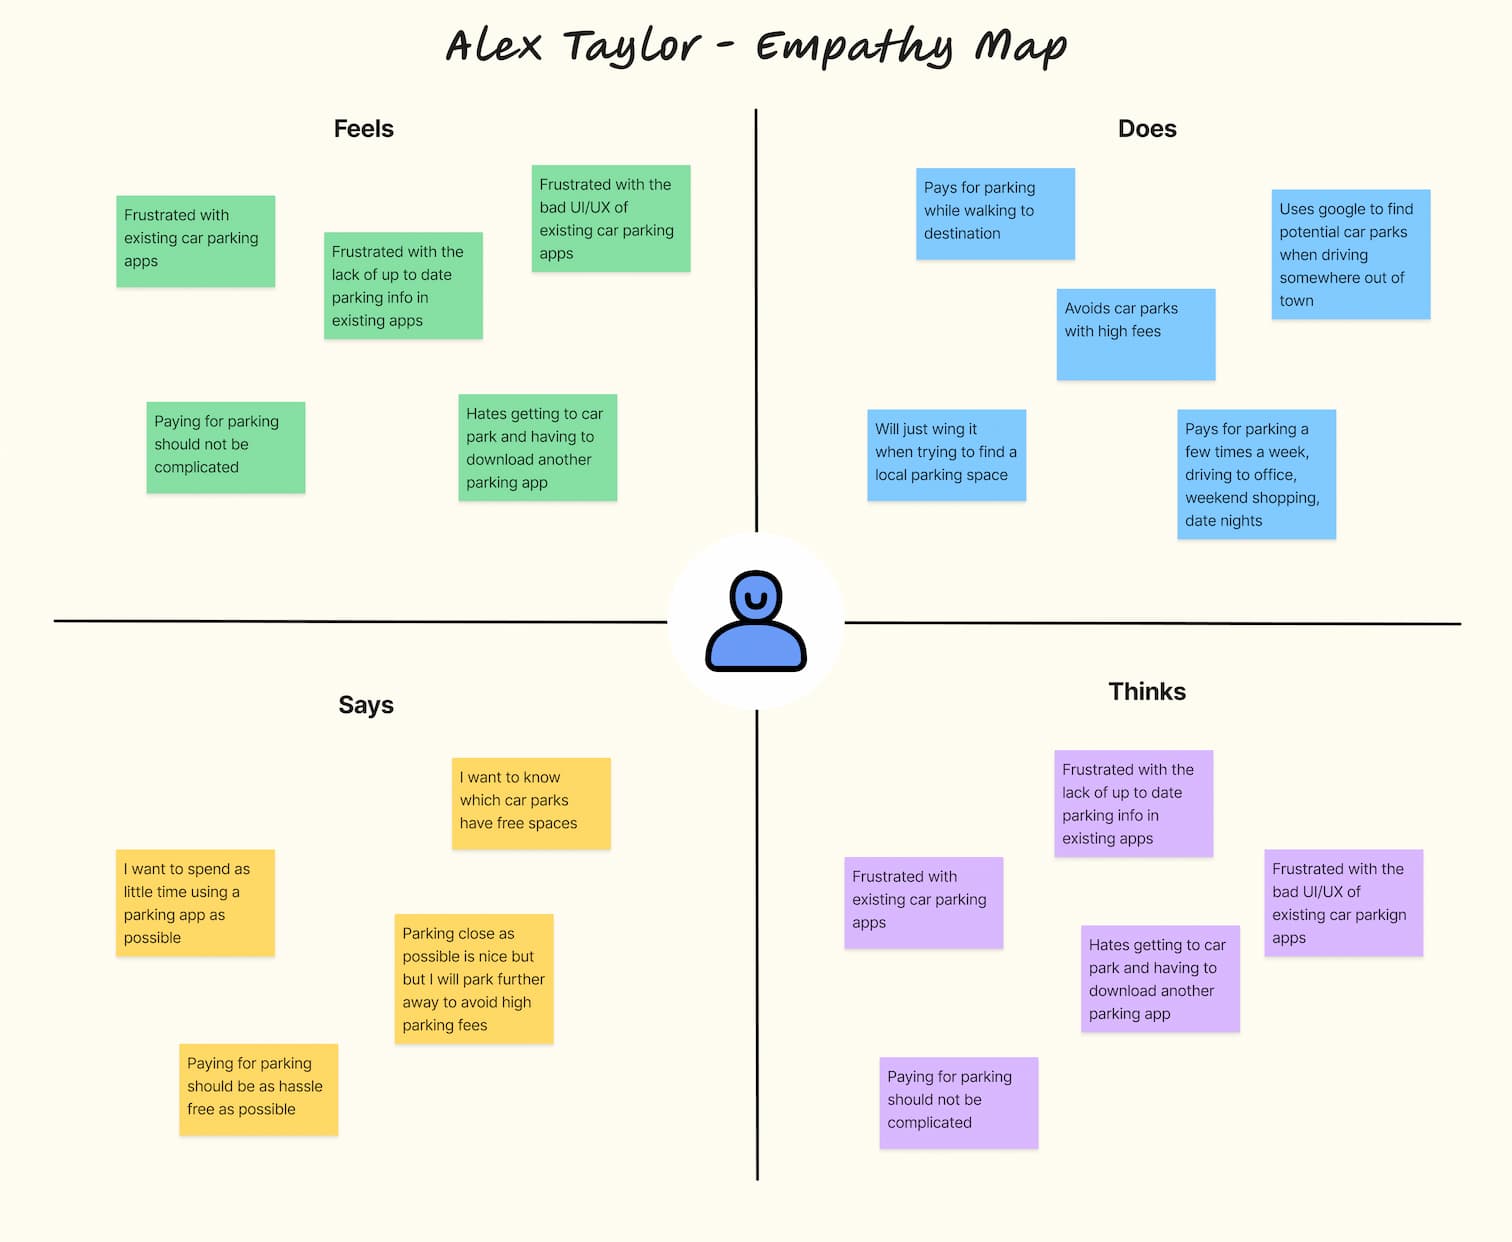 Alex Taylor - Empathy Map
Feels
Frustrated with
existing car parking
apps
Frustrated with the
lack of up to date
parking info in
existing apps
Frustrated with the
bad UI/UX of
existing car parking
apps
Paying for parking
should not be
complicated
Hates getting to car
park and having to
download another
parking app
Does
Pays for parking
while walking to
destination
Uses google to find
potential car parks
when driving
somewhere out of
town
Avoids car parks
with high fees
Will just wing it
when trying to find a
local parking space
Pays for parking a
few times a week,
driving to office,
weekend shopping,
date nights
Says
I want to know
which car parks
have free spaces
I want to spend as
little time using a
parking app as
possible
Parking close as
possible is nice but
but I will park further
away to avoid high
parking fees
Paying for parking
should be as hassle
free as possible
Thinks
Frustrated with the
lack of up to date
parking info in
existing apps
Frustrated with
existing car parking
apps
Frustrated with the
bad UI/UX of
existing car parkign
apps
Hates getting to car
park and having to
download another
parking app
Paying for parking
should not be
complicated